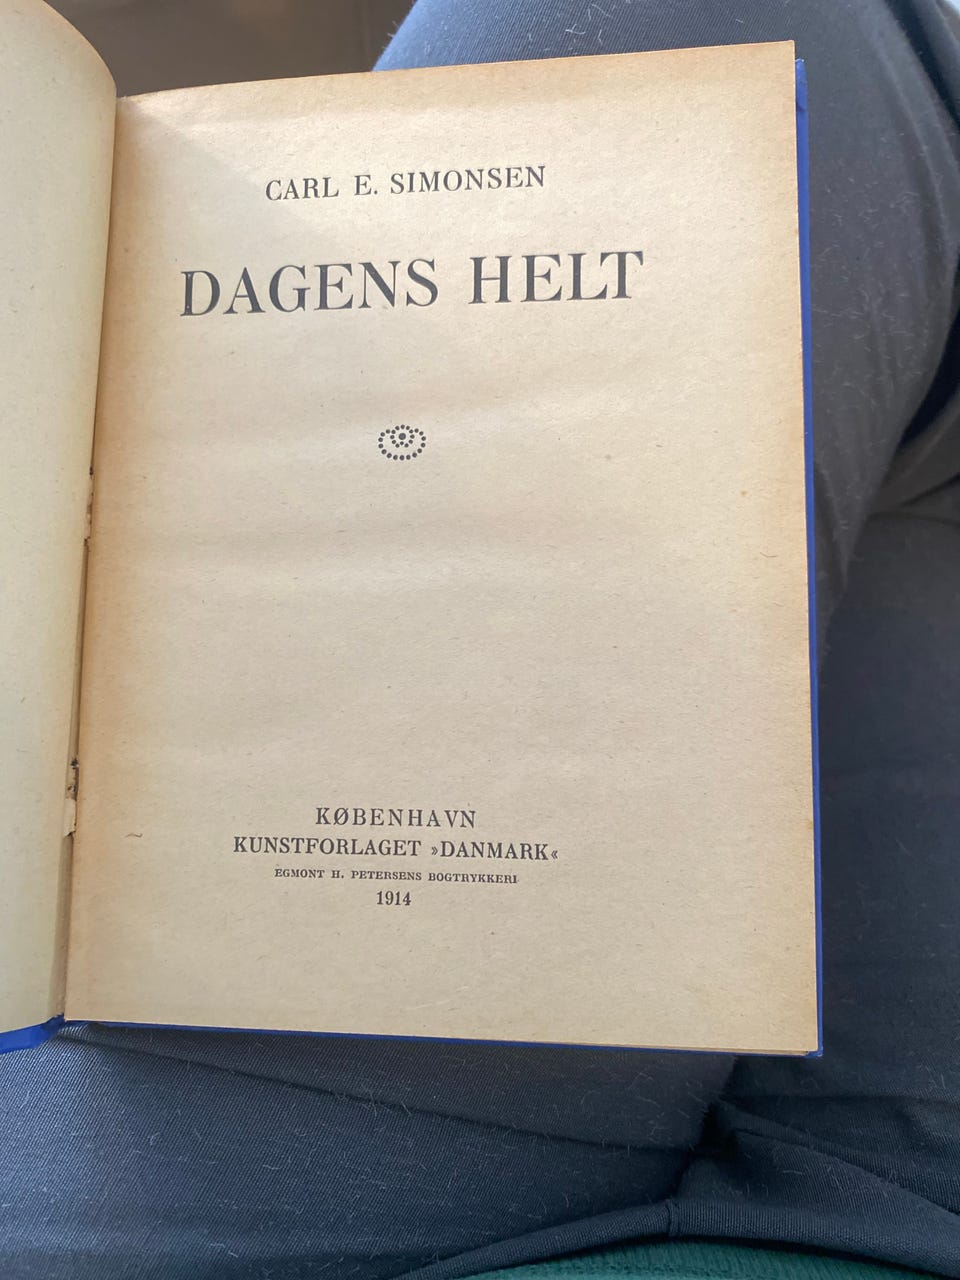 CARL E. SIMONSEN
DAGENS HELT
KØBENHAVN
KUNSTFORLAGET »DANMARK«
EGMONT H. PETERSENS BOGTRYKKERI
1914